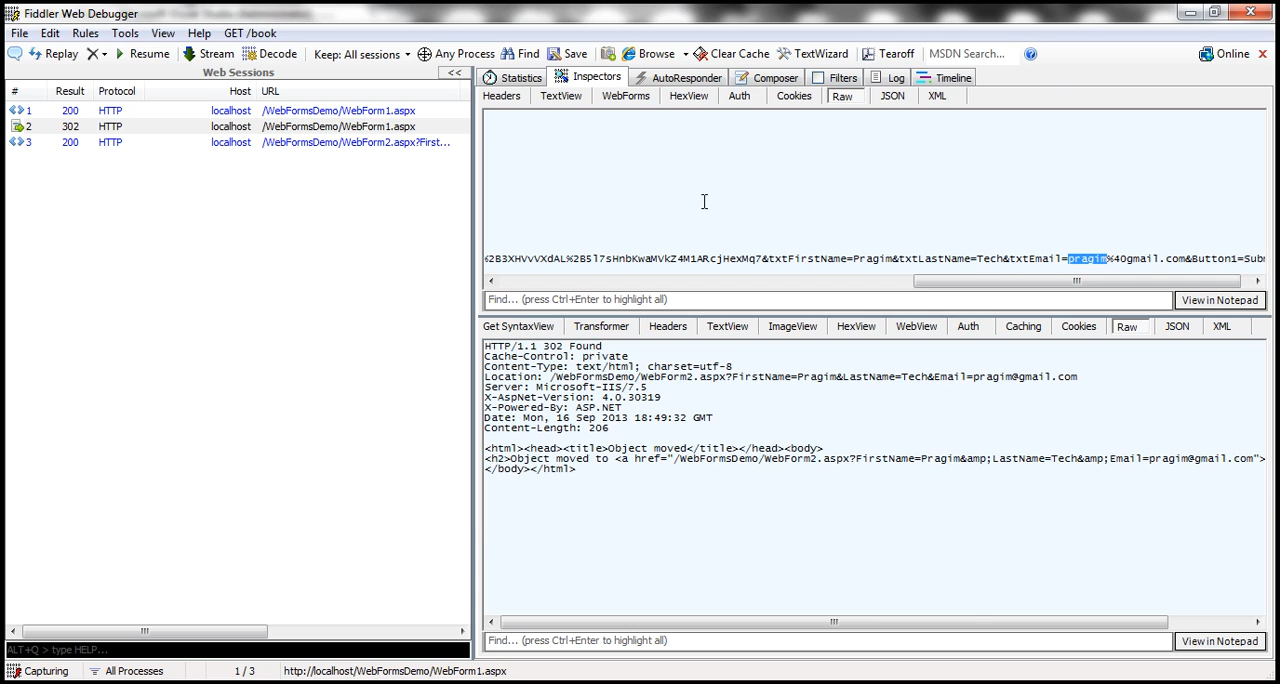 Fiddler Web Debugger
File Edit Rules Tools View Help GET /book
Replay Resume Stream Decode Keep: All sessions Any Process Find Save Browse Clear Cache TextWizard Tearoff MSDN Search... Online
Web Sessions <<
# Result Protocol Host URL
1 200 HTTP localhost /WebFormsDemo/WebForm1.aspx
2 302 HTTP localhost /WebFormsDemo/WebForm1.aspx
3 200 HTTP localhost /WebFormsDemo/WebForm2.aspx?First...
ALT+Q > type HELP...
Statistics Inspectors AutoResponder Composer Filters Log Timeline
Headers TextView WebForms HexView Auth Cookies Raw JSON XML
%2B3XHVvVXdAL%2B5l7sHnbKwaMVkZ4M1ARcjHexMq7&txtFirstName=Pragim&txtLastName=Tech&txtEmail=pragim%40gmail.com&Button1=Subm
Find... (press Ctrl+Enter to highlight all) View in Notepad
Get SyntaxView Transformer Headers TextView ImageView HexView WebView Auth Caching Cookies Raw JSON XML
HTTP/1.1 302 Found
Cache-Control: private
Content-Type: text/html; charset=utf-8
Location: /WebFormsDemo/WebForm2.aspx?FirstName=Pragim&LastName=Tech&Email=pragim@gmail.com
Server: Microsoft-IIS/7.5
X-AspNet-Version: 4.0.30319
X-Powered-By: ASP.NET
Date: Mon, 16 Sep 2013 18:49:32 GMT
Content-Length: 206
<html><head><title>Object moved</title></head><body>
<h2>Object moved to <a href="/WebFormsDemo/WebForm2.aspx?FirstName=Pragim&amp;LastName=Tech&amp;Email=pragim@gmail.com">
</body></html>
Find... (press Ctrl+Enter to highlight all) View in Notepad
Capturing All Processes 1 / 3 http://localhost/WebFormsDemo/WebForm1.aspx